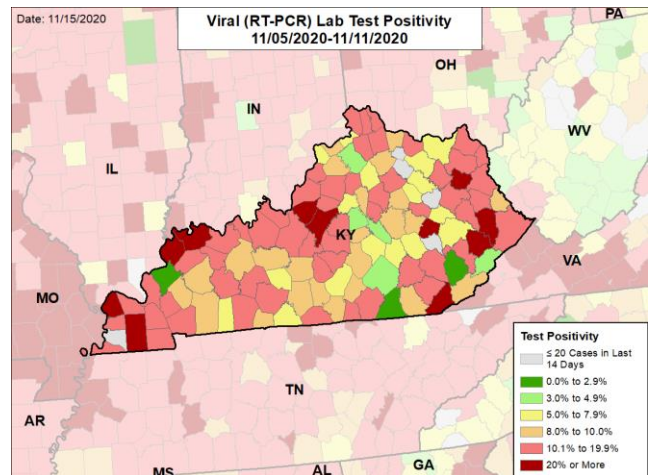 Date: 11/15/2020
Viral (RT-PCR) Lab Test Positivity
11/05/2020-11/11/2020
PA
OH
IN
WV
IL
KY
VA
MO
TN
AR
MS
AL
GA
Test Positivity
≤ 20 Cases in Last
14 Days
0.0% to 2.9%
3.0% to 4.9%
5.0% to 7.9%
8.0% to 10.0%
10.1% to 19.9%
20% or More